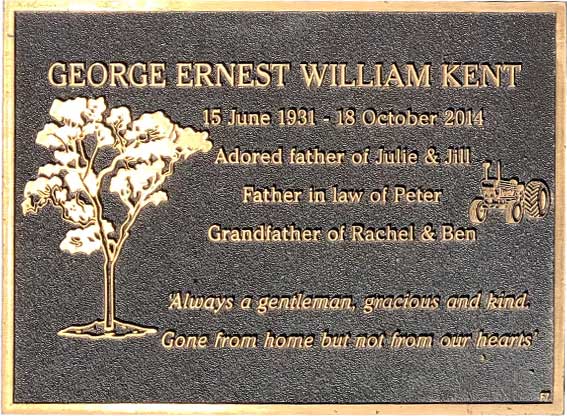 GEORGE ERNEST WILLIAM KENT
15 June 1931 - 18 October 2014
Adored father of Julie & Jill
Father in law of Peter
Grandfather of Rachel & Ben
'Always a gentleman, gracious and kind.
Gone from home but not from our hearts'